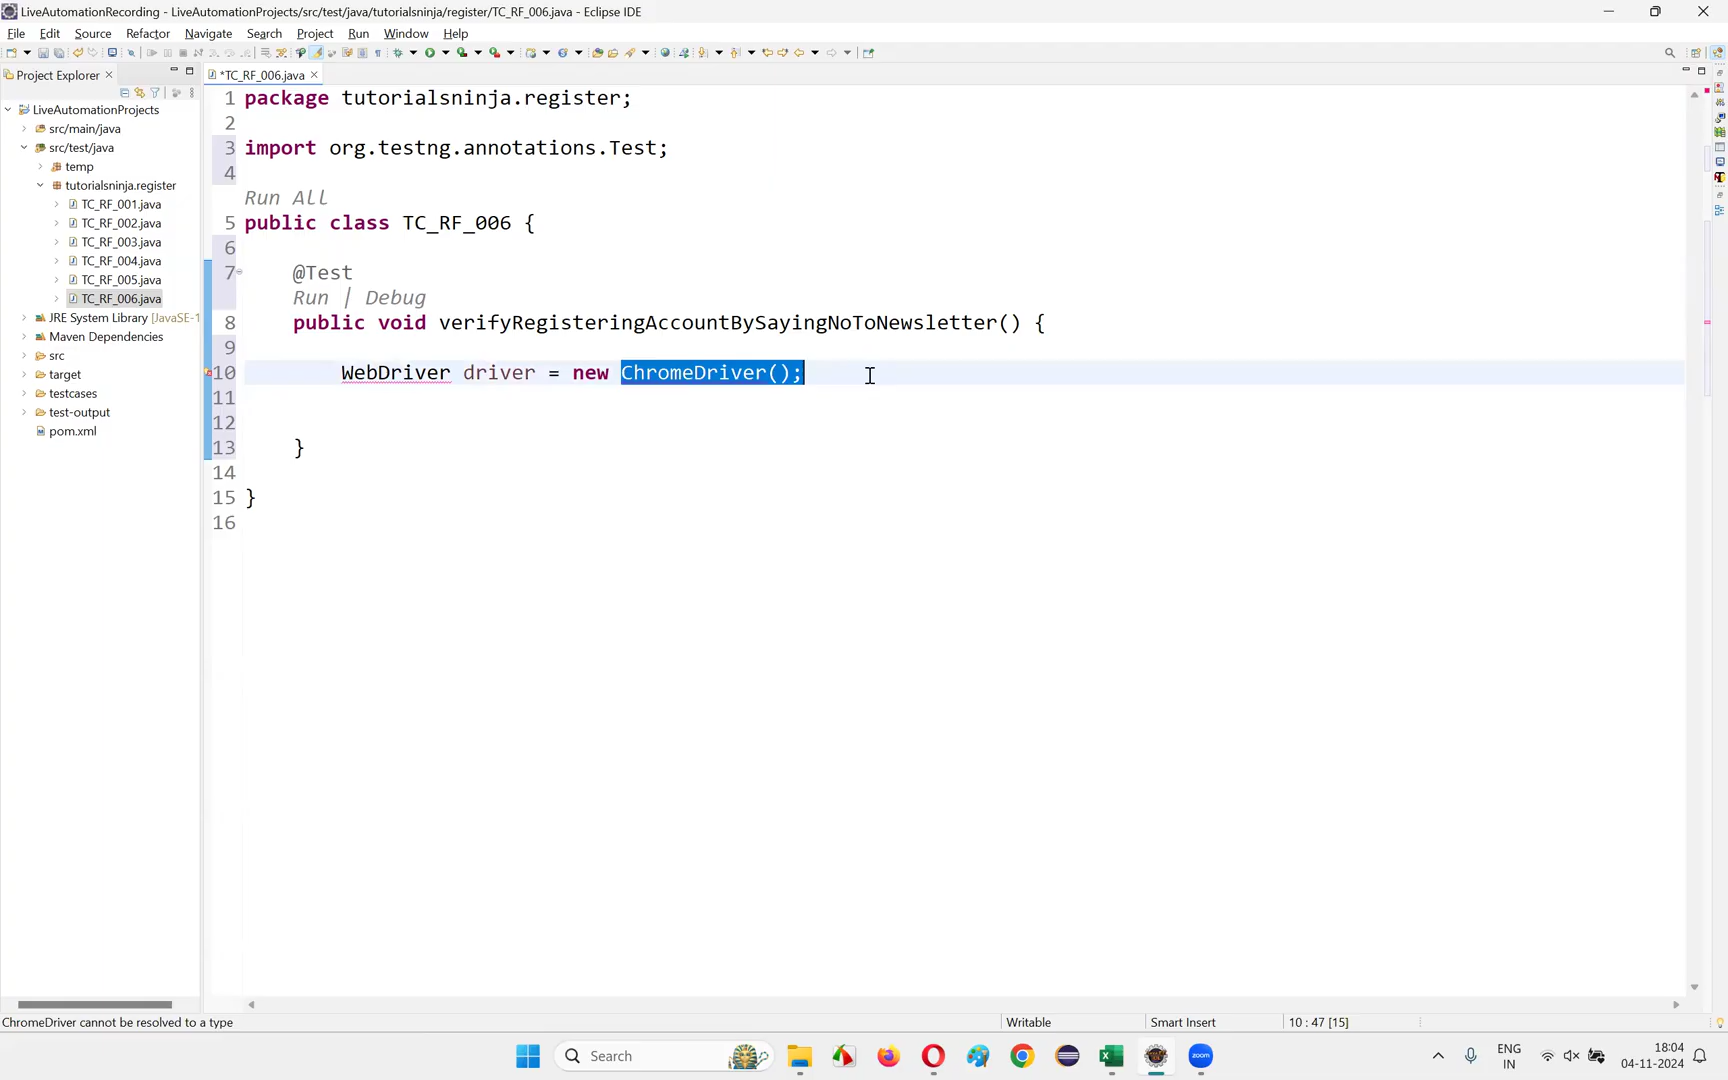 LiveAutomationRecording - LiveAutomationProjects/src/test/java/tutorialsninja/register/TC_RF_006.java - Eclipse IDE
File Edit Source Refactor Navigate Search Project Run Window Help
Project Explorer
*TC_RF_006.java
LiveAutomationProjects
src/main/java
src/test/java
temp
tutorialsninja.register
TC_RF_001.java
TC_RF_002.java
TC_RF_003.java
TC_RF_004.java
TC_RF_005.java
TC_RF_006.java
JRE System Library [JavaSE-1
Maven Dependencies
src
target
testcases
test-output
pom.xml
1 package tutorialsninja.register;
2
3 import org.testng.annotations.Test;
4
Run All
5 public class TC_RF_006 {
6
7 @Test
Run | Debug
8 public void verifyRegisteringAccountBySayingNoToNewsletter() {
9
10 WebDriver driver = new ChromeDriver();
11
12
13 }
14
15 }
16
ChromeDriver cannot be resolved to a type
Writable
Smart Insert
10 : 47 [15]
Search
zoom
ENG
IN
18:04
04-11-2024